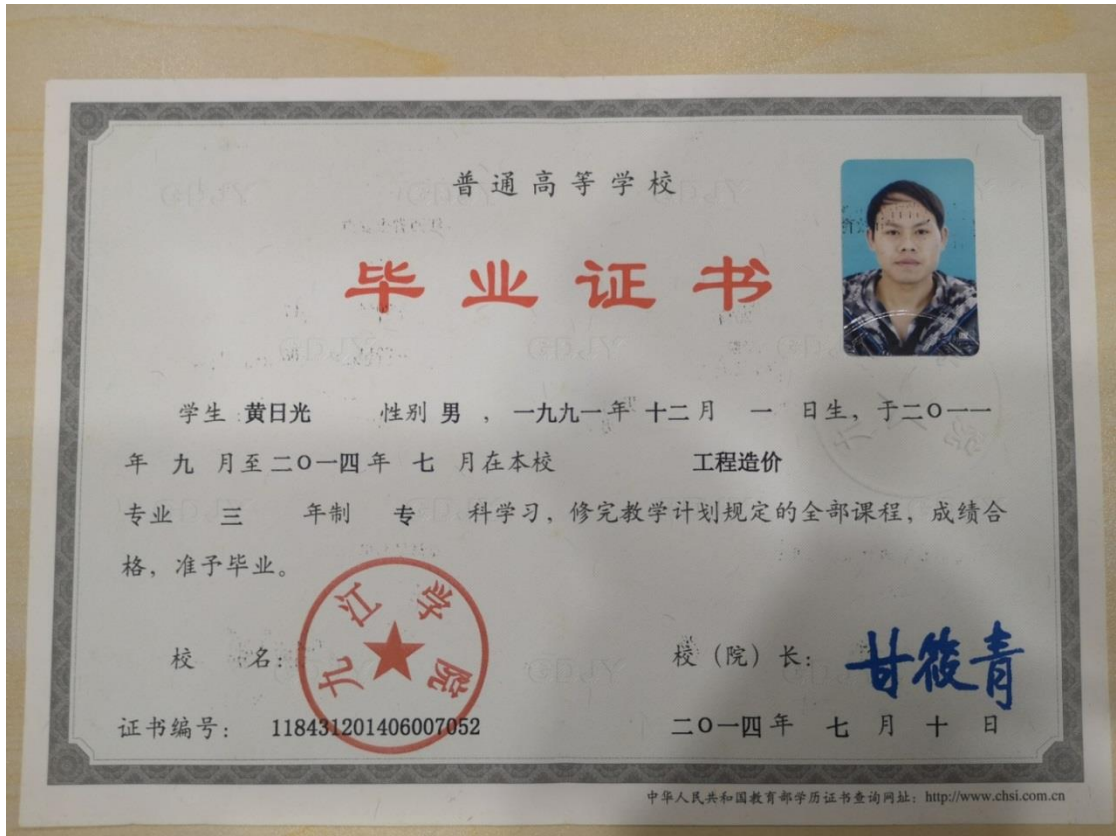 普通高等学校
毕业证书
学生 黄日光 性别 男 ，一九九一年 十二月 一 日生，于二〇一一
年 九 月至二〇一四年 七 月在本校 工程造价
专业 三 年制 专 科学习，修完教学计划规定的全部课程，成绩合
格，准予毕业。
九江学院
校 名：
校（院）长： 甘筱青
证书编号： 118431201406007052
二〇一四年 七 月 十 日
中华人民共和国教育部学历证书查询网址：http://www.chsi.com.cn